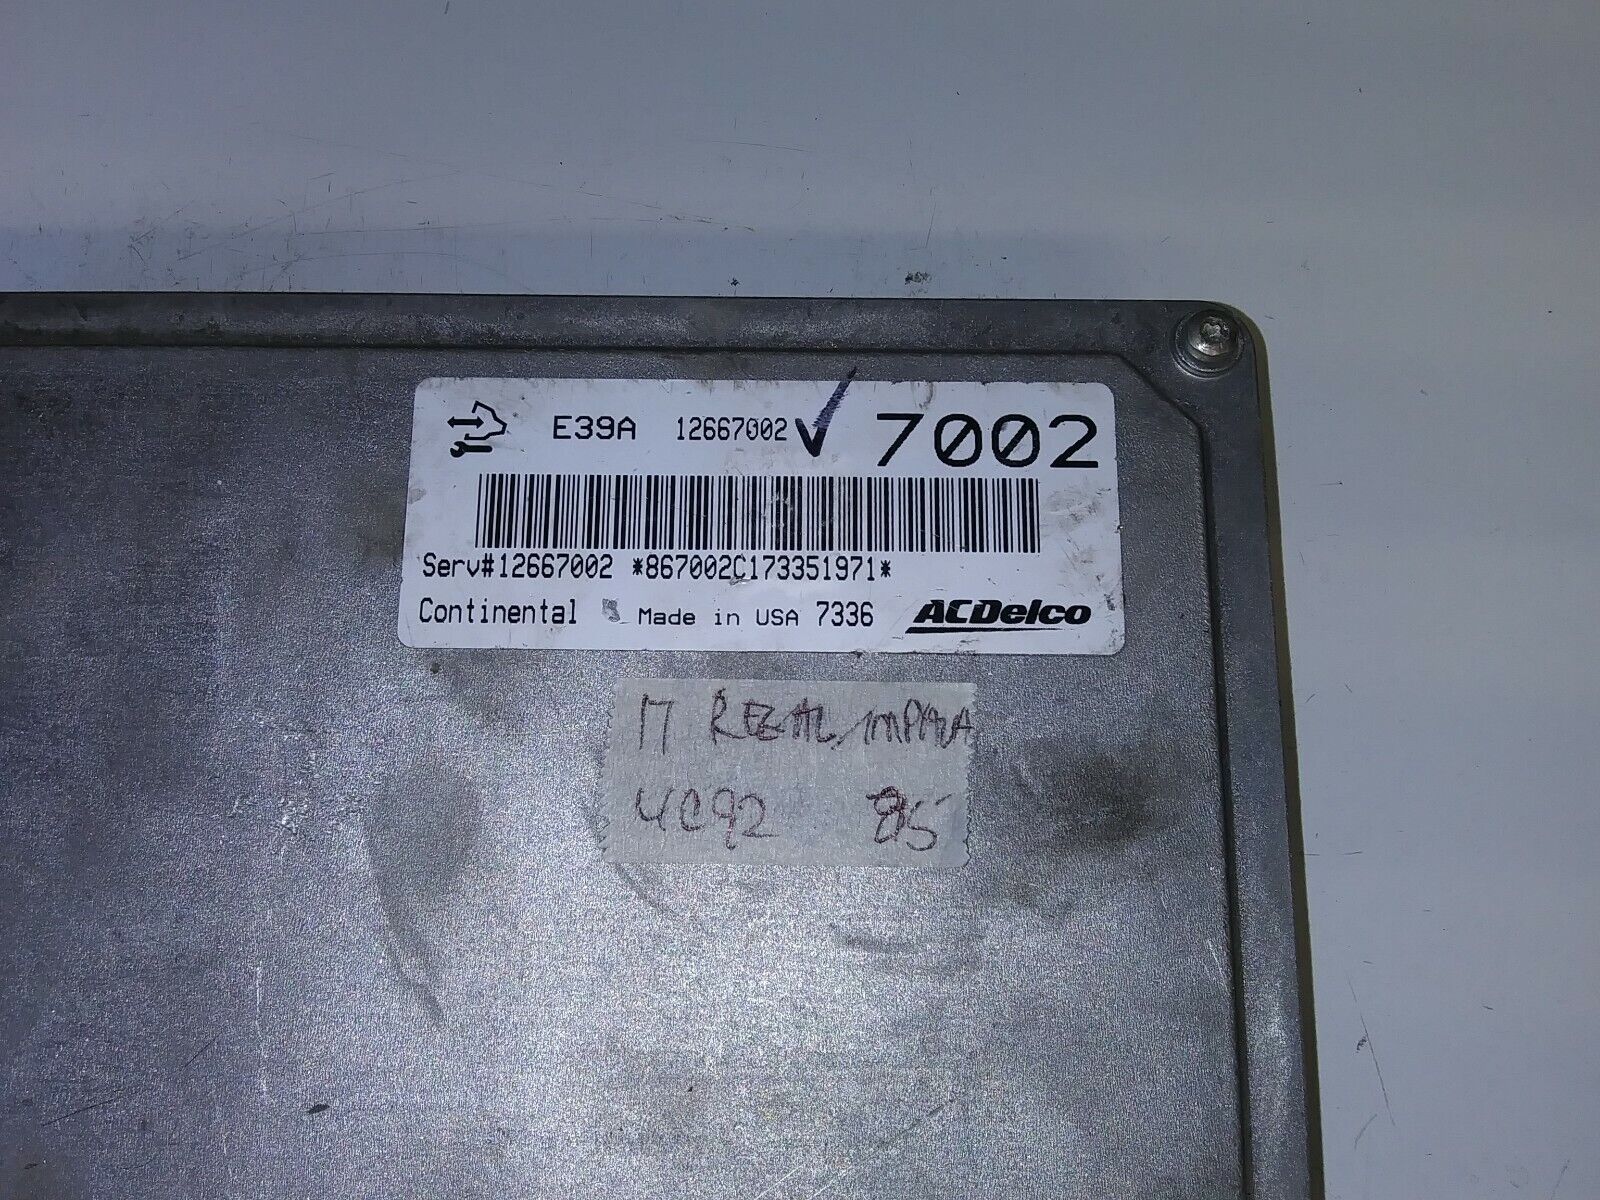 E39A 12667002 7002
Serv#12667002 *867002C173351971*
Continental Made in USA 7336 ACDelco
17 REGAL, IMPALA
4C92 85